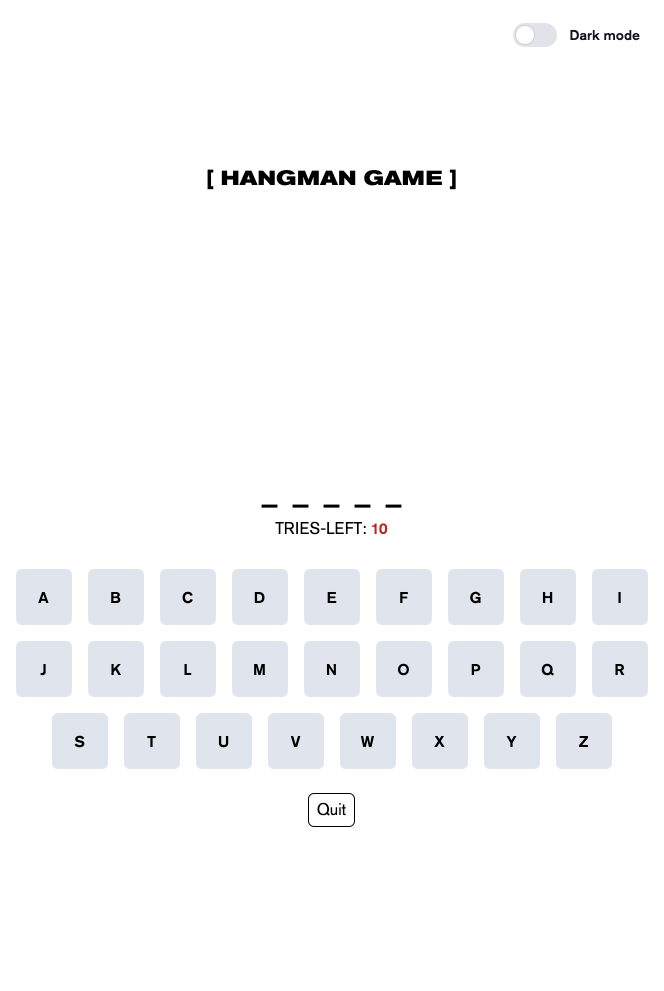 Dark mode
[ HANGMAN GAME ]
_ _ _ _ _
TRIES-LEFT: 10
A B C D E F G H I
J K L M N O P Q R
S T U V W X Y Z
Quit